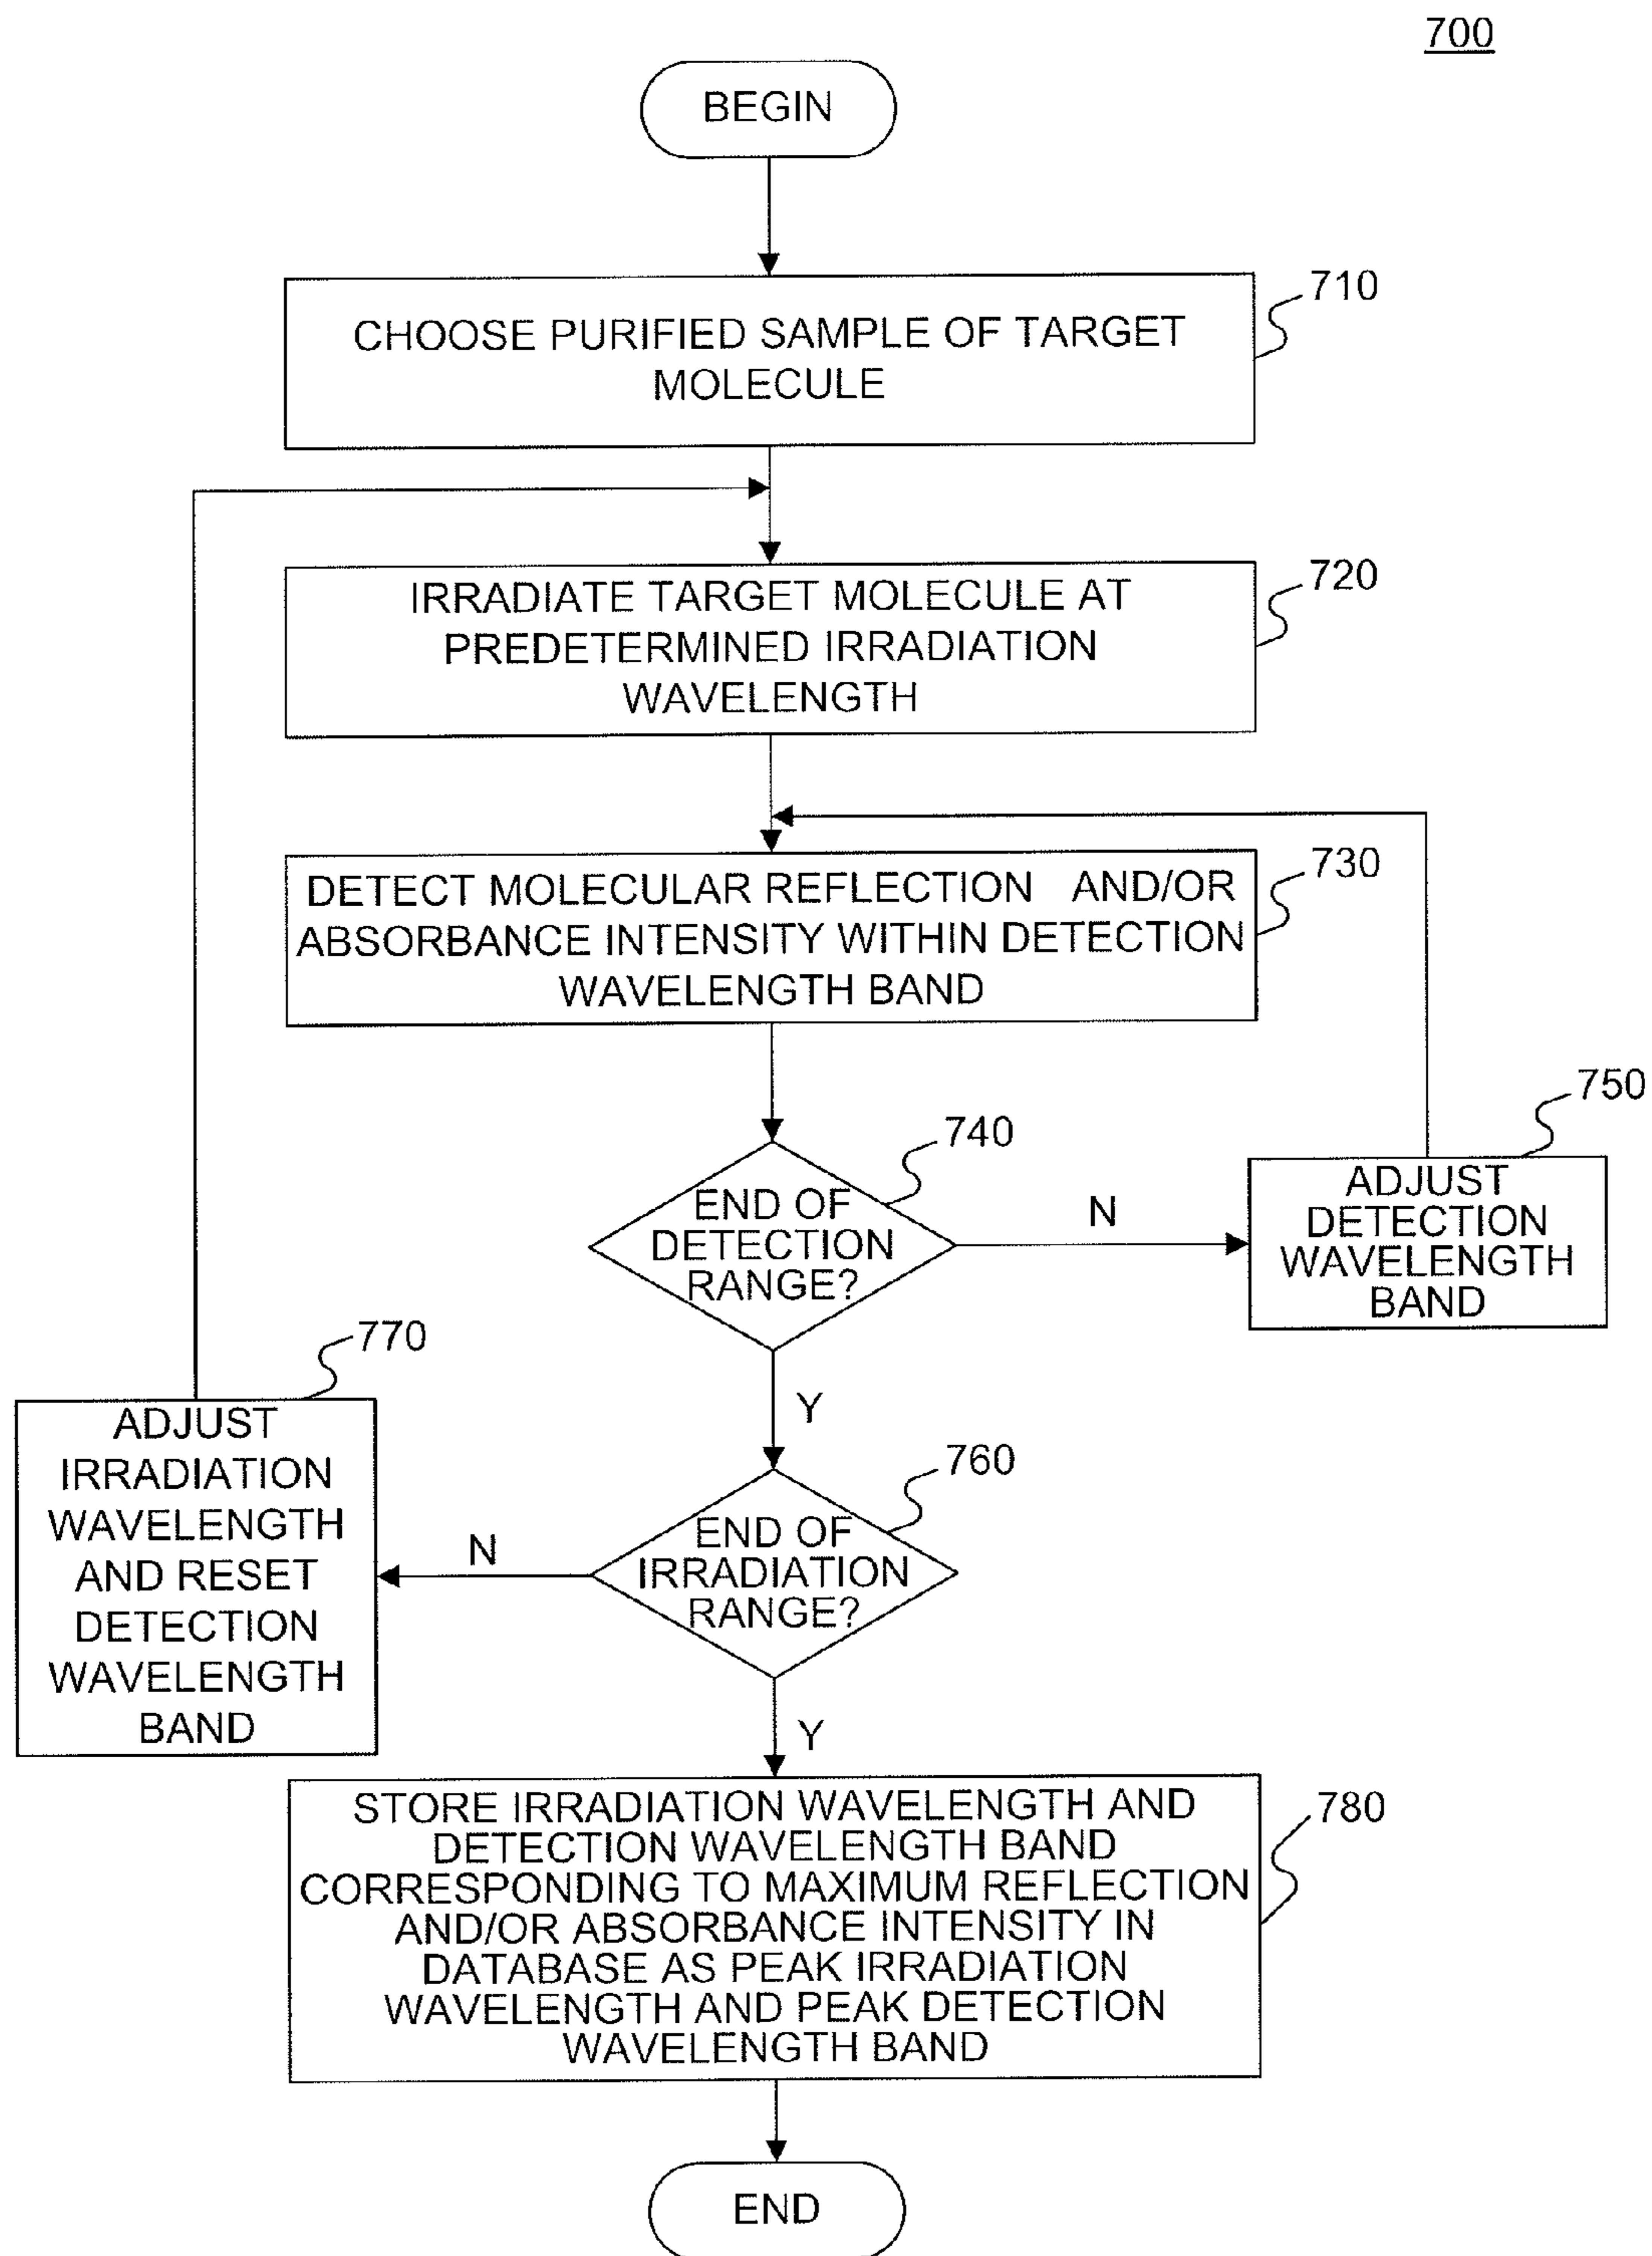 700
BEGIN
CHOOSE PURIFIED SAMPLE OF TARGET
MOLECULE
710
IRRADIATE TARGET MOLECULE AT
PREDETERMINED IRRADIATION
WAVELENGTH
720
DETECT MOLECULAR REFLECTION AND/OR
ABSORBANCE INTENSITY WITHIN DETECTION
WAVELENGTH BAND
730
END OF
DETECTION
RANGE?
740
N
ADJUST
DETECTION
WAVELENGTH
BAND
750
Y
END OF
IRRADIATION
RANGE?
760
N
ADJUST
IRRADIATION
WAVELENGTH
AND RESET
DETECTION
WAVELENGTH
BAND
770
Y
STORE IRRADIATION WAVELENGTH AND
DETECTION WAVELENGTH BAND
CORRESPONDING TO MAXIMUM REFLECTION
AND/OR ABSORBANCE INTENSITY IN
DATABASE AS PEAK IRRADIATION
WAVELENGTH AND PEAK DETECTION
WAVELENGTH BAND
780
END